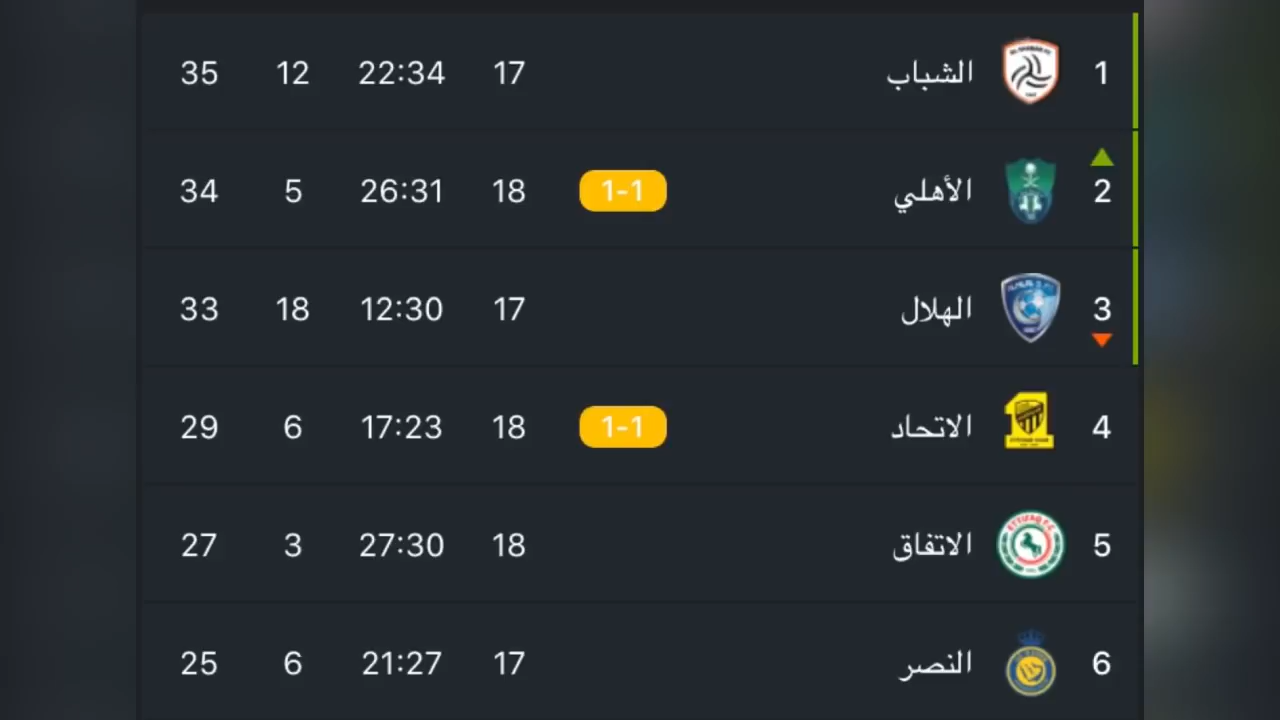 1 الشباب 17 22:34 12 35
2 الأهلي 1-1 18 26:31 5 34
3 الهلال 17 12:30 18 33
4 الاتحاد 1-1 18 17:23 6 29
5 الاتفاق 18 27:30 3 27
6 النصر 17 21:27 6 25